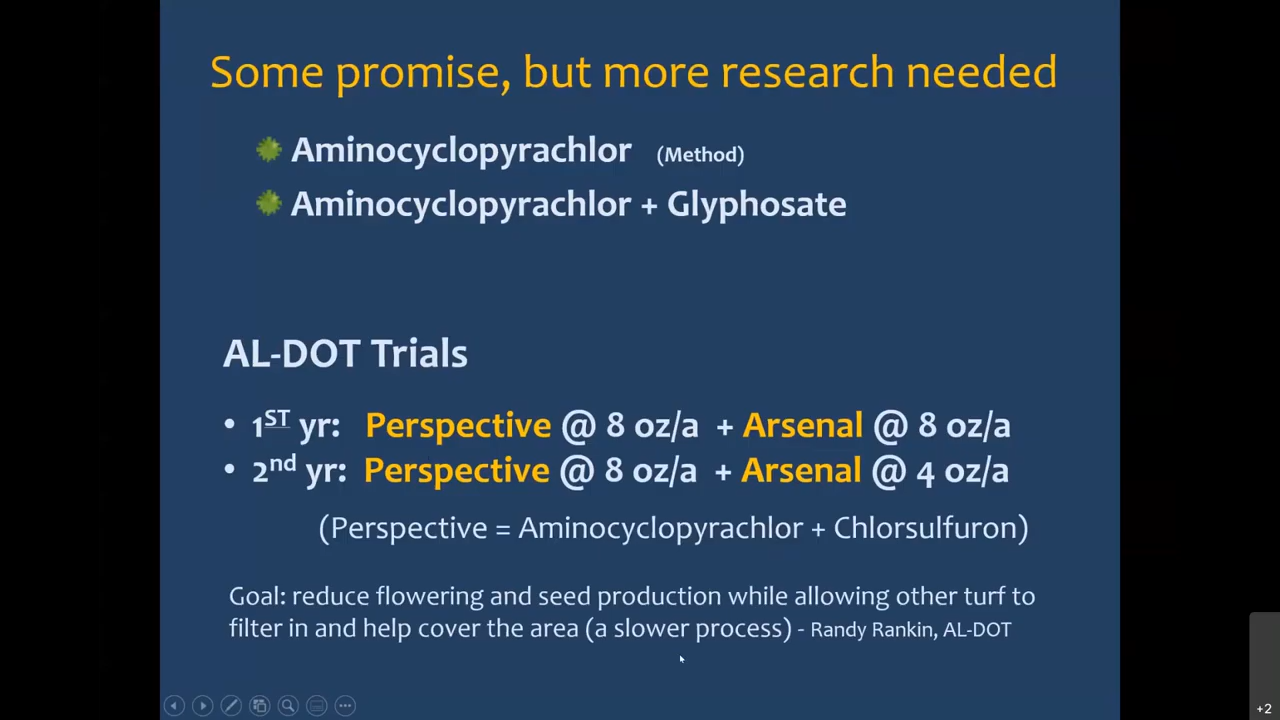 Some promise, but more research needed
Aminocyclopyrachlor (Method)
Aminocyclopyrachlor + Glyphosate
AL-DOT Trials
• 1ST yr: Perspective @ 8 oz/a + Arsenal @ 8 oz/a
• 2nd yr: Perspective @ 8 oz/a + Arsenal @ 4 oz/a
(Perspective = Aminocyclopyrachlor + Chlorsulfuron)
Goal: reduce flowering and seed production while allowing other turf to
filter in and help cover the area (a slower process) - Randy Rankin, AL-DOT
+2